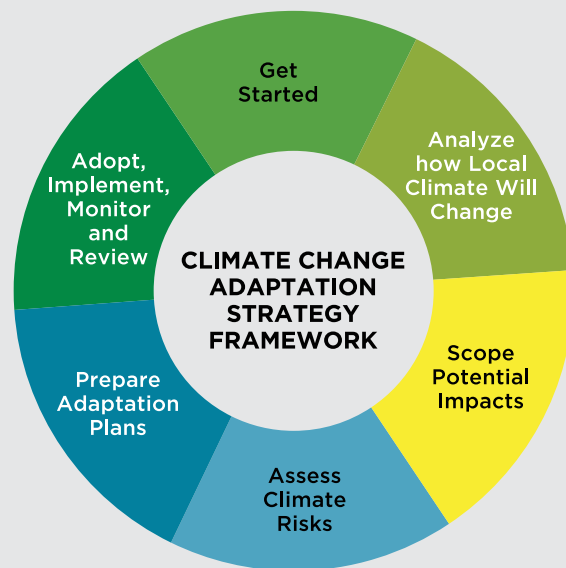 Get
Started
Analyze
how Local
Climate Will
Change
Scope
Potential
Impacts
Assess
Climate
Risks
Prepare
Adaptation
Plans
Adopt,
Implement,
Monitor
and
Review
CLIMATE CHANGE
ADAPTATION
STRATEGY
FRAMEWORK